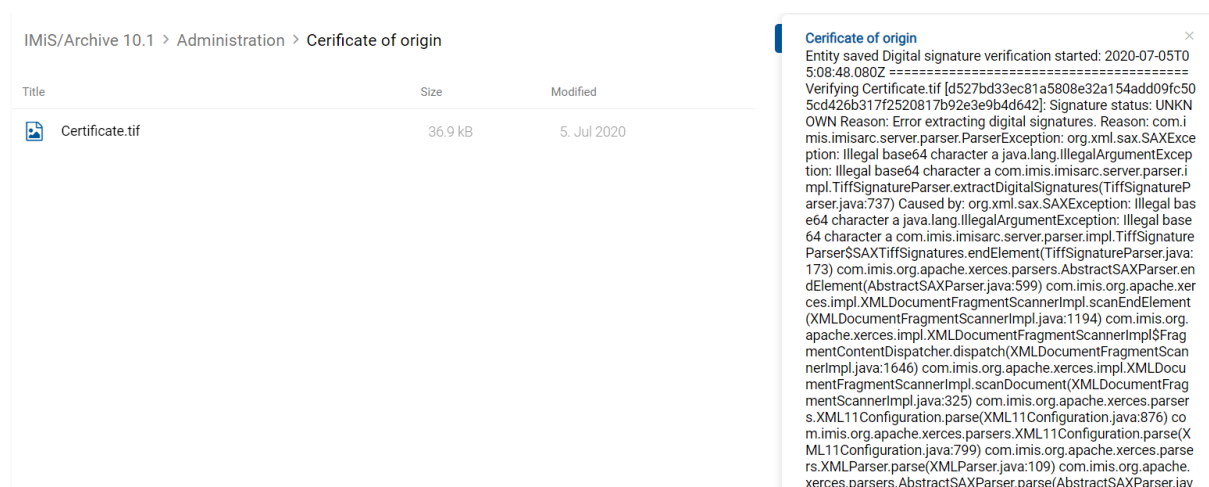 IMiS/Archive 10.1 > Administration > Cerificate of origin
Title Size Modified
Certificate.tif 36.9 kB 5. Jul 2020
Cerificate of origin ×
Entity saved Digital signature verification started: 2020-07-05T0
5:08:48.080Z ========================================
Verifying Certificate.tif [d527bd33ec81a5808e32a154add09fc50
5cd426b317f2520817b92e3e9b4d642]: Signature status: UNKN
OWN Reason: Error extracting digital signatures. Reason: com.i
mis.imisarc.server.parser.ParserException: org.xml.sax.SAXExce
ption: Illegal base64 character a java.lang.IllegalArgumentExcep
tion: Illegal base64 character a com.imis.imisarc.server.parser.i
mpl.TiffSignatureParser.extractDigitalSignatures(TiffSignatureP
arser.java:737) Caused by: org.xml.sax.SAXException: Illegal bas
e64 character a java.lang.IllegalArgumentException: Illegal base
64 character a com.imis.imisarc.server.parser.impl.TiffSignature
Parser$SAXTiffSignatures.endElement(TiffSignatureParser.java:
173) com.imis.org.apache.xerces.parsers.AbstractSAXParser.en
dElement(AbstractSAXParser.java:599) com.imis.org.apache.xer
ces.impl.XMLDocumentFragmentScannerImpl.scanEndElement
(XMLDocumentFragmentScannerImpl.java:1194) com.imis.org.
apache.xerces.impl.XMLDocumentFragmentScannerImpl$Frag
mentContentDispatcher.dispatch(XMLDocumentFragmentScan
nerImpl.java:1646) com.imis.org.apache.xerces.impl.XMLDocu
mentFragmentScannerImpl.scanDocument(XMLDocumentFrag
mentScannerImpl.java:325) com.imis.org.apache.xerces.parser
s.XML11Configuration.parse(XML11Configuration.java:876) co
m.imis.org.apache.xerces.parsers.XML11Configuration.parse(X
ML11Configuration.java:799) com.imis.org.apache.xerces.parse
rs.XMLParser.parse(XMLParser.java:109) com.imis.org.apache.
xerces.parsers.AbstractSAXParser.parse(AbstractSAXParser.jav